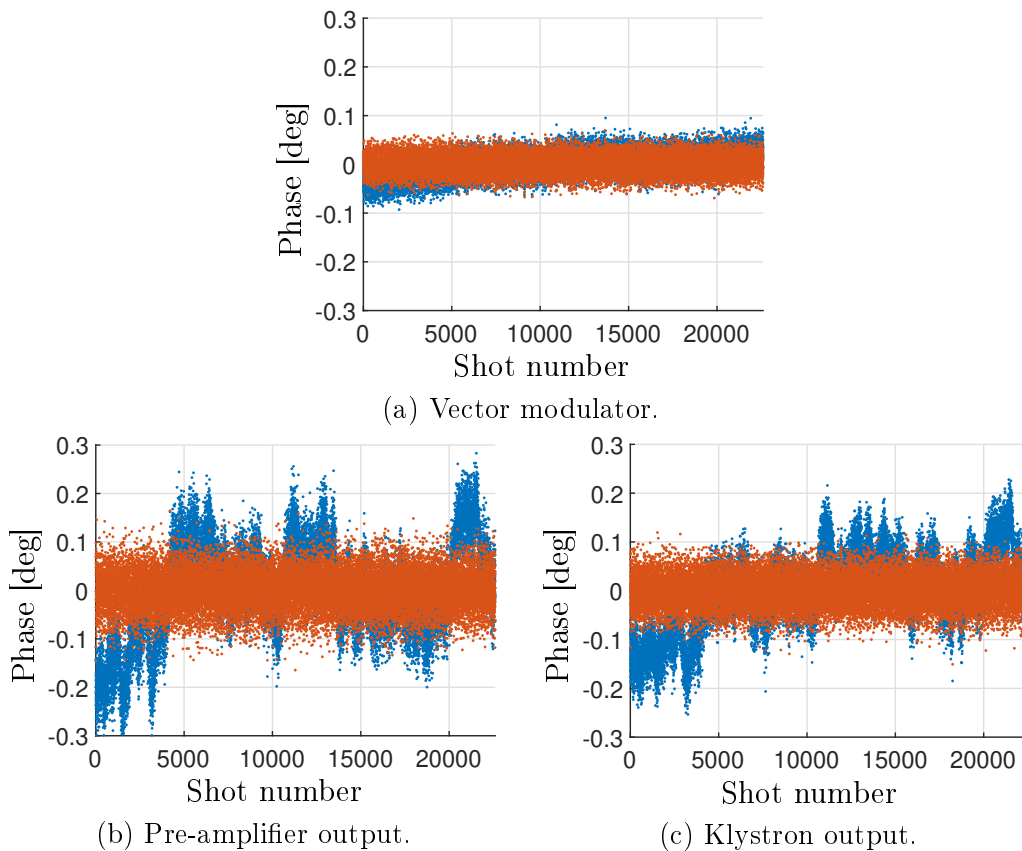 0.3
0.2
0.1
0
-0.1
-0.2
-0.3
Phase [deg]
0 5000 10000 15000 20000
Shot number
(a) Vector modulator.
0.3
0.2
0.1
0
-0.1
-0.2
-0.3
Phase [deg]
0 5000 10000 15000 20000
Shot number
(b) Pre-amplifier output.
0.3
0.2
0.1
0
-0.1
-0.2
-0.3
Phase [deg]
0 5000 10000 15000 20000
Shot number
(c) Klystron output.